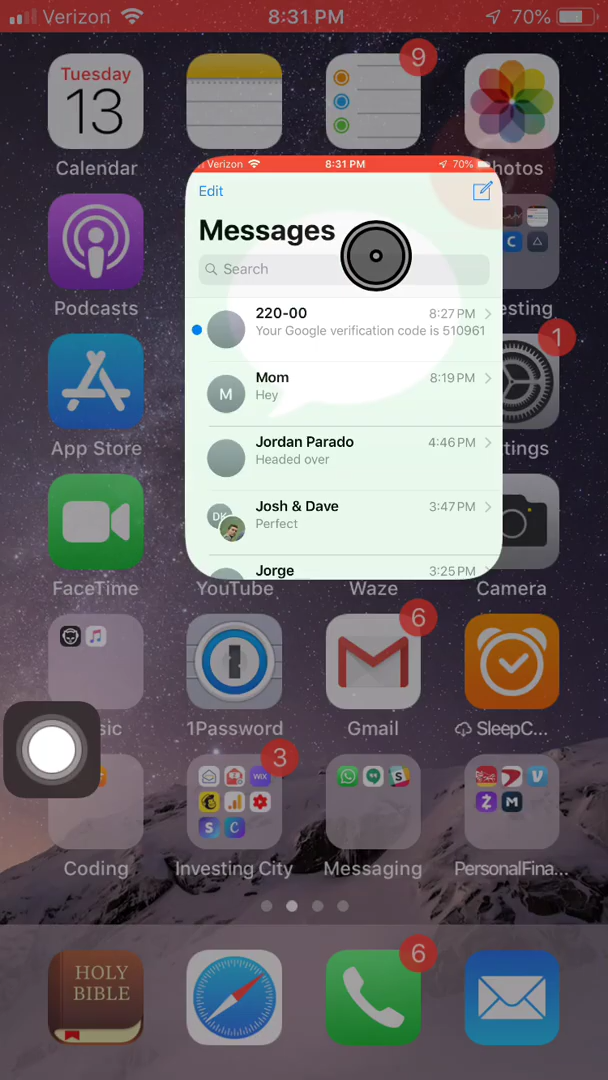 Verizon 8:31 PM 70%
Tuesday
13
9
Calendar
hotos
Verizon 8:31 PM 70%
Edit
Messages
Search
220-00 8:27 PM
Your Google verification code is 510961
Mom 8:19 PM
M
Hey
Jordan Parado 4:46 PM
Headed over
Josh & Dave 3:47 PM
DK
Perfect
Jorge 3:25 PM
Podcasts
esting
1
App Store
ttings
FaceTime
YouTube
Waze
Camera
6
sic
1Password
Gmail
SleepC...
3
WiX
Coding
Investing City
Messaging
PersonalFina...
HOLY
BIBLE
6